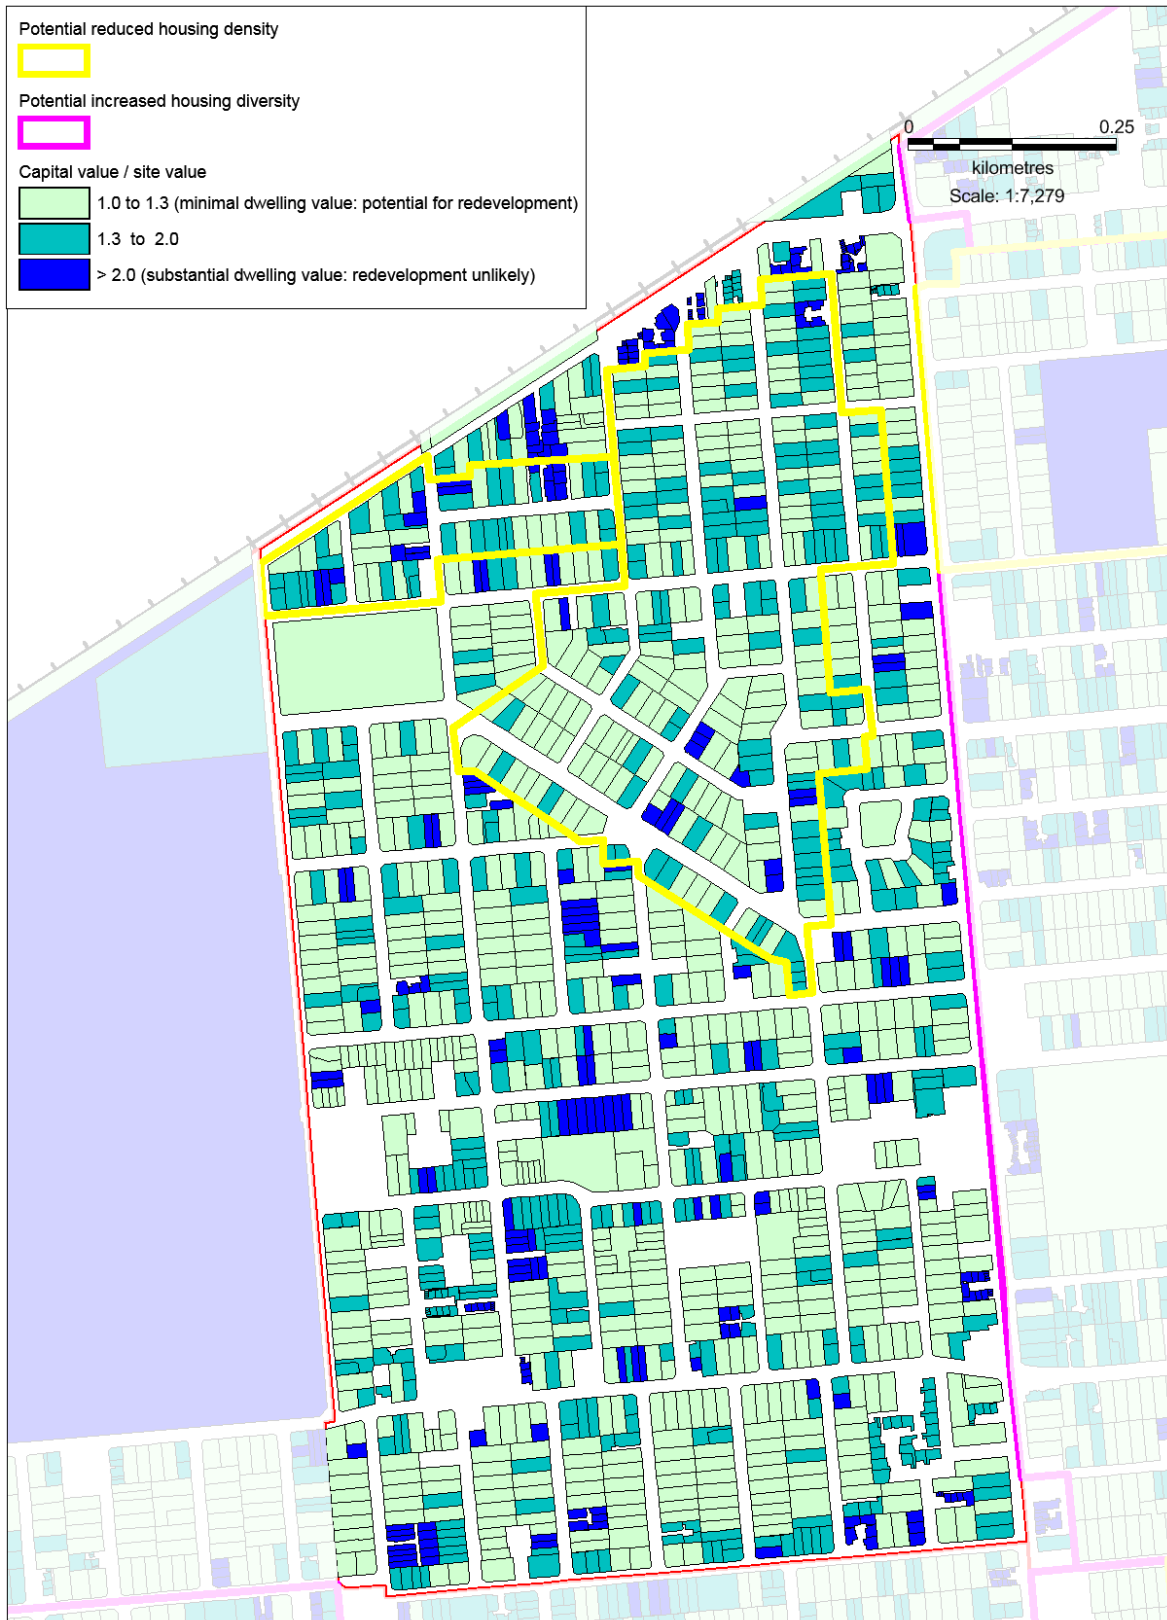 Potential reduced housing density
Potential increased housing diversity
Capital value / site value
1.0 to 1.3 (minimal dwelling value: potential for redevelopment)
1.3 to 2.0
> 2.0 (substantial dwelling value: redevelopment unlikely)
0 0.25
kilometres
Scale: 1:7,279